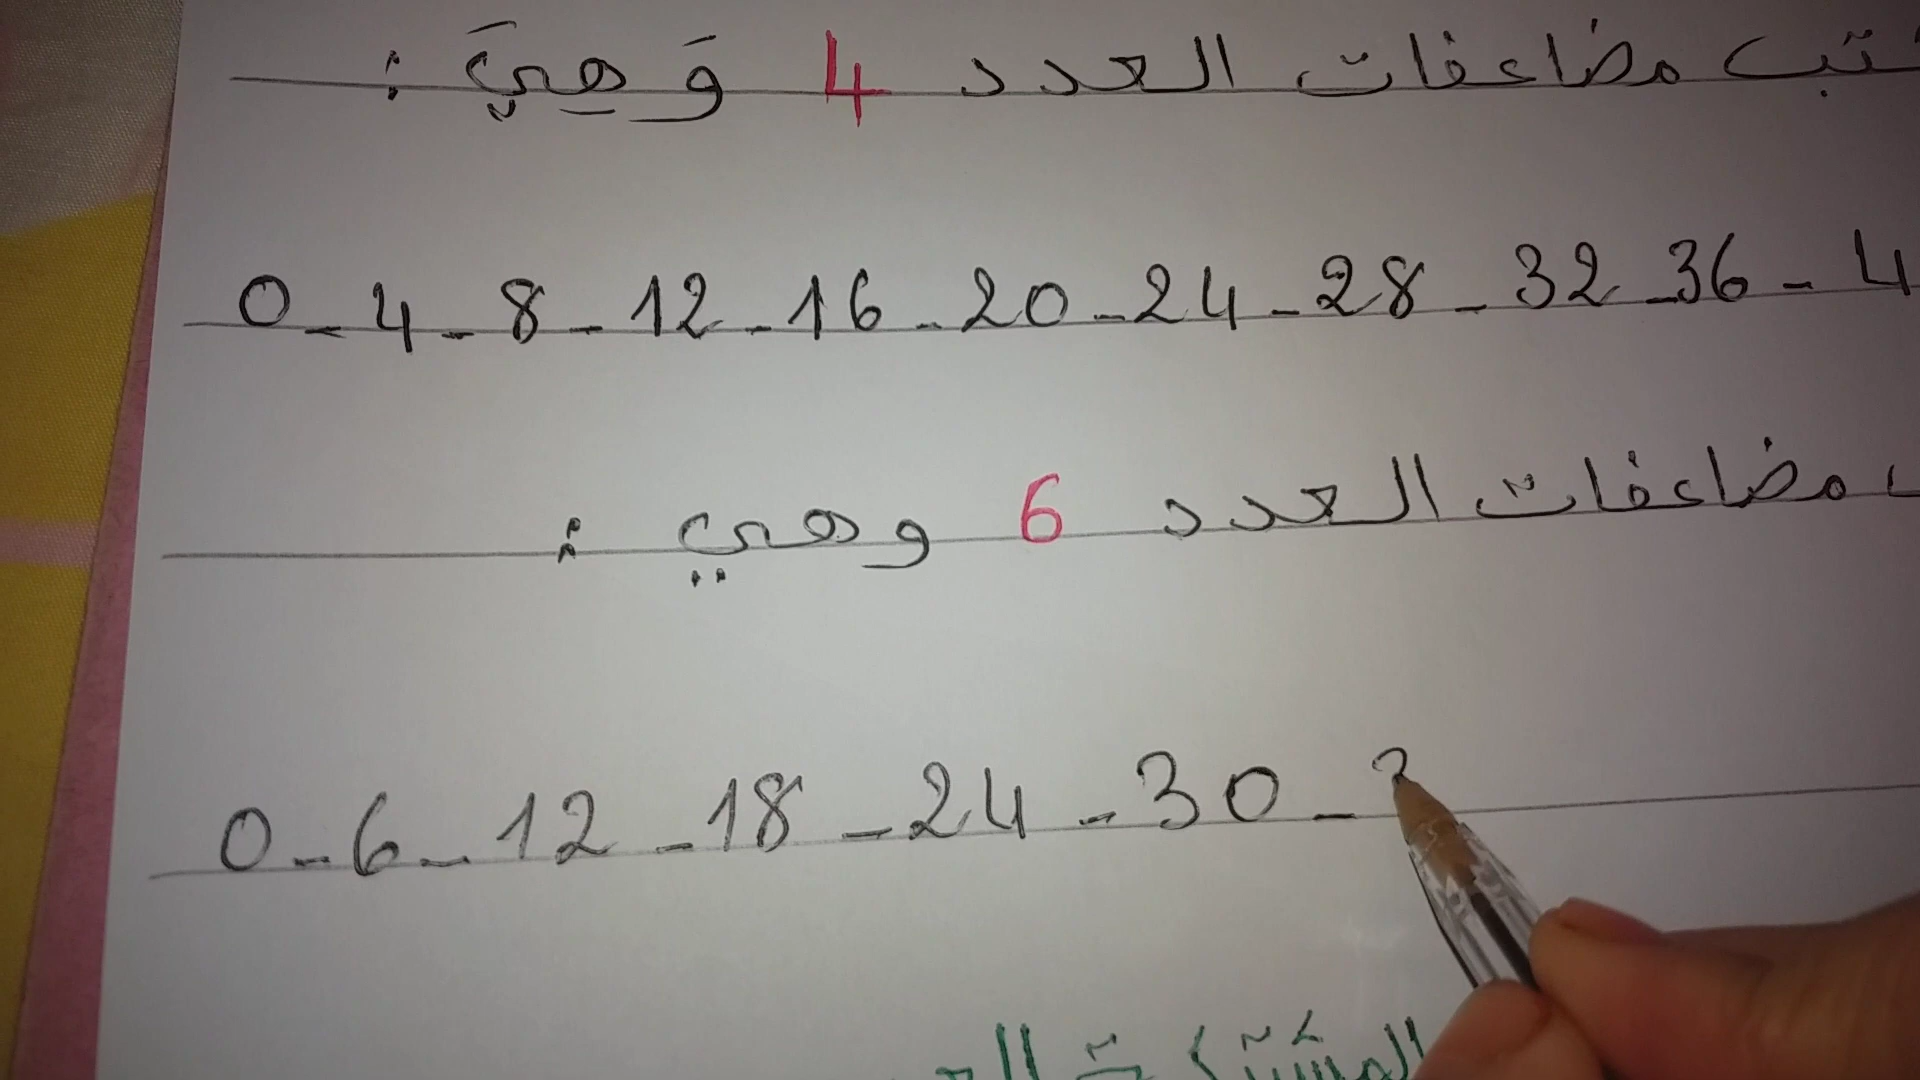 مضاعفات العدد 4 وَهِيَ :
0 - 4 - 8 - 12 - 16 - 20 - 24 - 28 - 32 - 36 - 4
مضاعفات العدد 6 وهي :
0 - 6 - 12 - 18 - 24 - 30 -